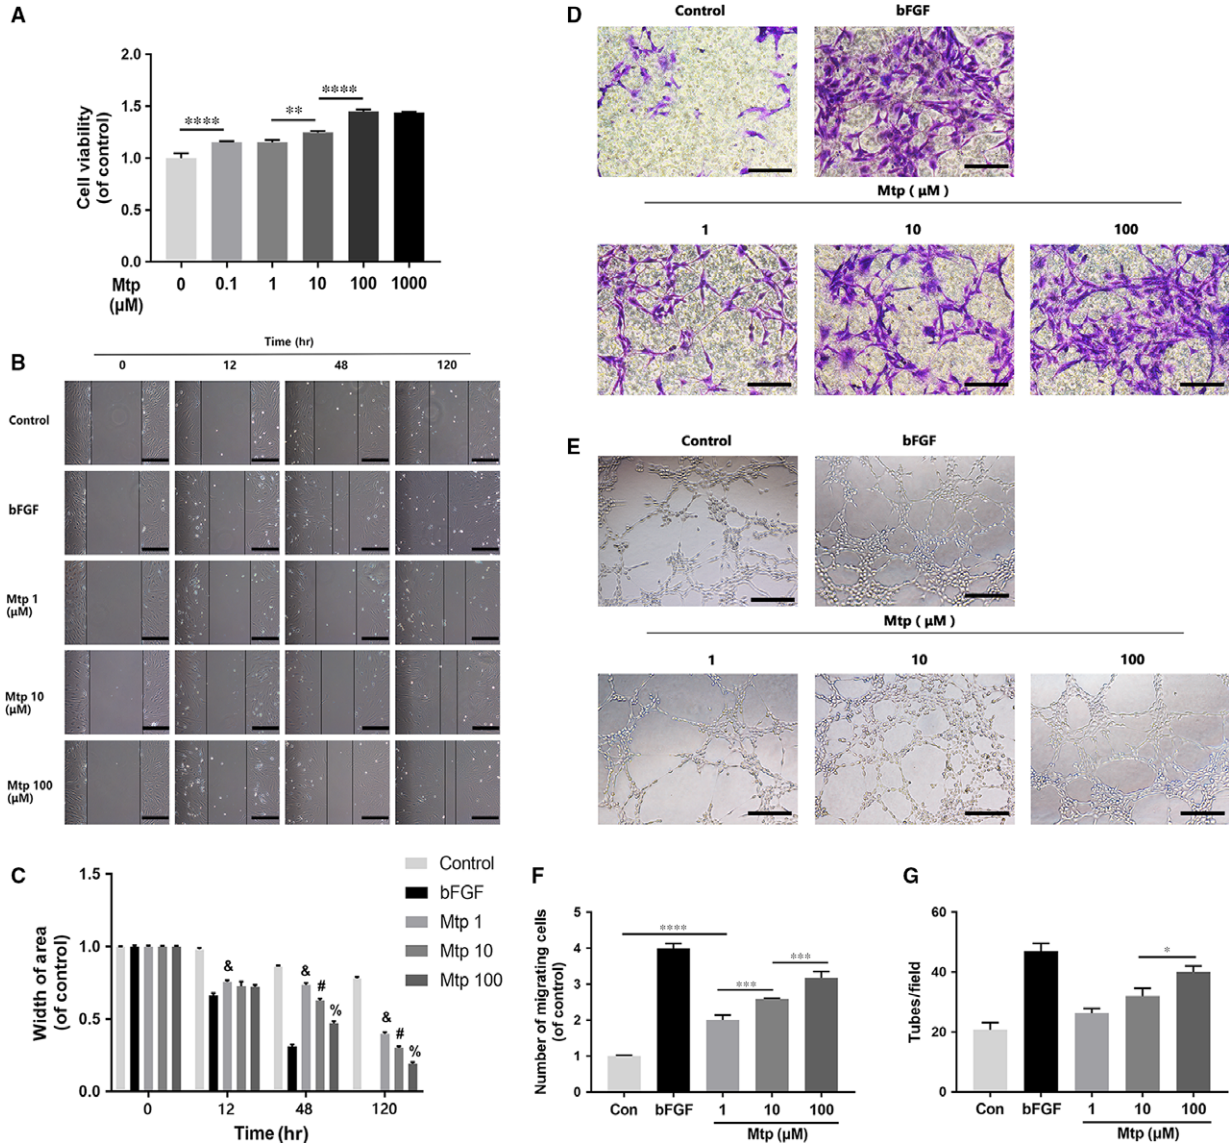 A
2.0
1.5
1.0
0.5
0.0
Cell viability
(of control)
****
**
****
Mtp
(μM)
0 0.1 1 10 100 1000
B
Time (hr)
0 12 48 120
Control
bFGF
Mtp 1
(μM)
Mtp 10
(μM)
Mtp 100
(μM)
C
1.5
1.0
0.5
0.0
Width of area
(of control)
& & # % & # %
0 12 48 120
Time (hr)
Control
bFGF
Mtp 1
Mtp 10
Mtp 100
D
Control bFGF
Mtp ( μM )
1 10 100
E
Control bFGF
Mtp ( μM )
1 10 100
F
5
4
3
2
1
0
Number of migrating cells
(of control)
****
***
***
Con bFGF 1 10 100
Mtp (μM)
G
60
40
20
0
Tubes/field
*
Con bFGF 1 10 100
Mtp (μM)